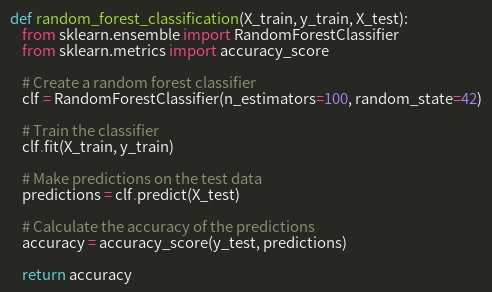 def random_forest_classification(X_train, y_train, X_test):
from sklearn.ensemble import RandomForestClassifier
from sklearn.metrics import accuracy_score
# Create a random forest classifier
clf = RandomForestClassifier(n_estimators=100, random_state=42)
# Train the classifier
clf.fit(X_train, y_train)
# Make predictions on the test data
predictions = clf.predict(X_test)
# Calculate the accuracy of the predictions
accuracy = accuracy_score(y_test, predictions)
return accuracy